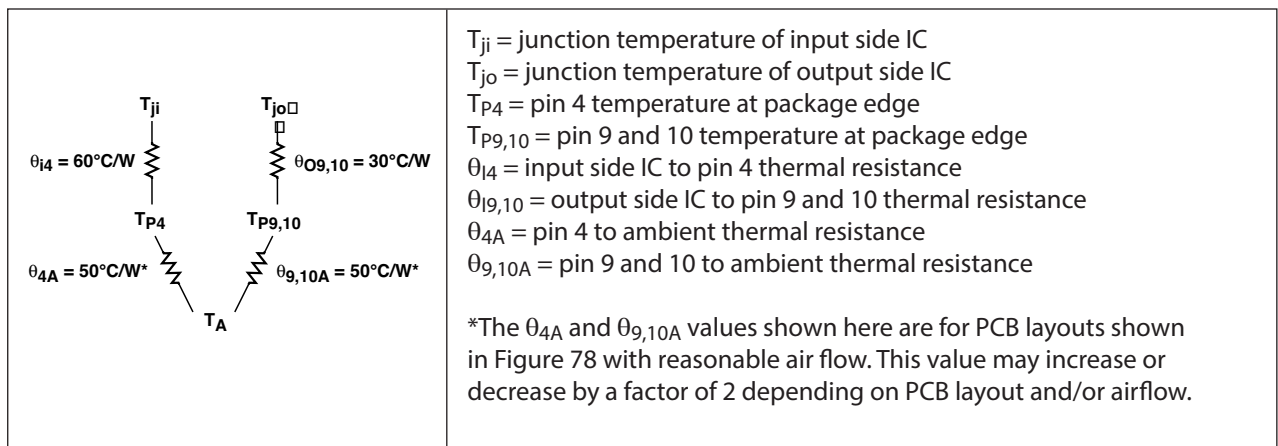 Tji
Tjo□
□
θi4 = 60°C/W
θO9,10 = 30°C/W
TP4
TP9,10
θ4A = 50°C/W*
θ9,10A = 50°C/W*
TA
Tji = junction temperature of input side IC
Tjo = junction temperature of output side IC
TP4 = pin 4 temperature at package edge
TP9,10 = pin 9 and 10 temperature at package edge
θI4 = input side IC to pin 4 thermal resistance
θI9,10 = output side IC to pin 9 and 10 thermal resistance
θ4A = pin 4 to ambient thermal resistance
θ9,10A = pin 9 and 10 to ambient thermal resistance
*The θ4A and θ9,10A values shown here are for PCB layouts shown
in Figure 78 with reasonable air flow. This value may increase or
decrease by a factor of 2 depending on PCB layout and/or airflow.